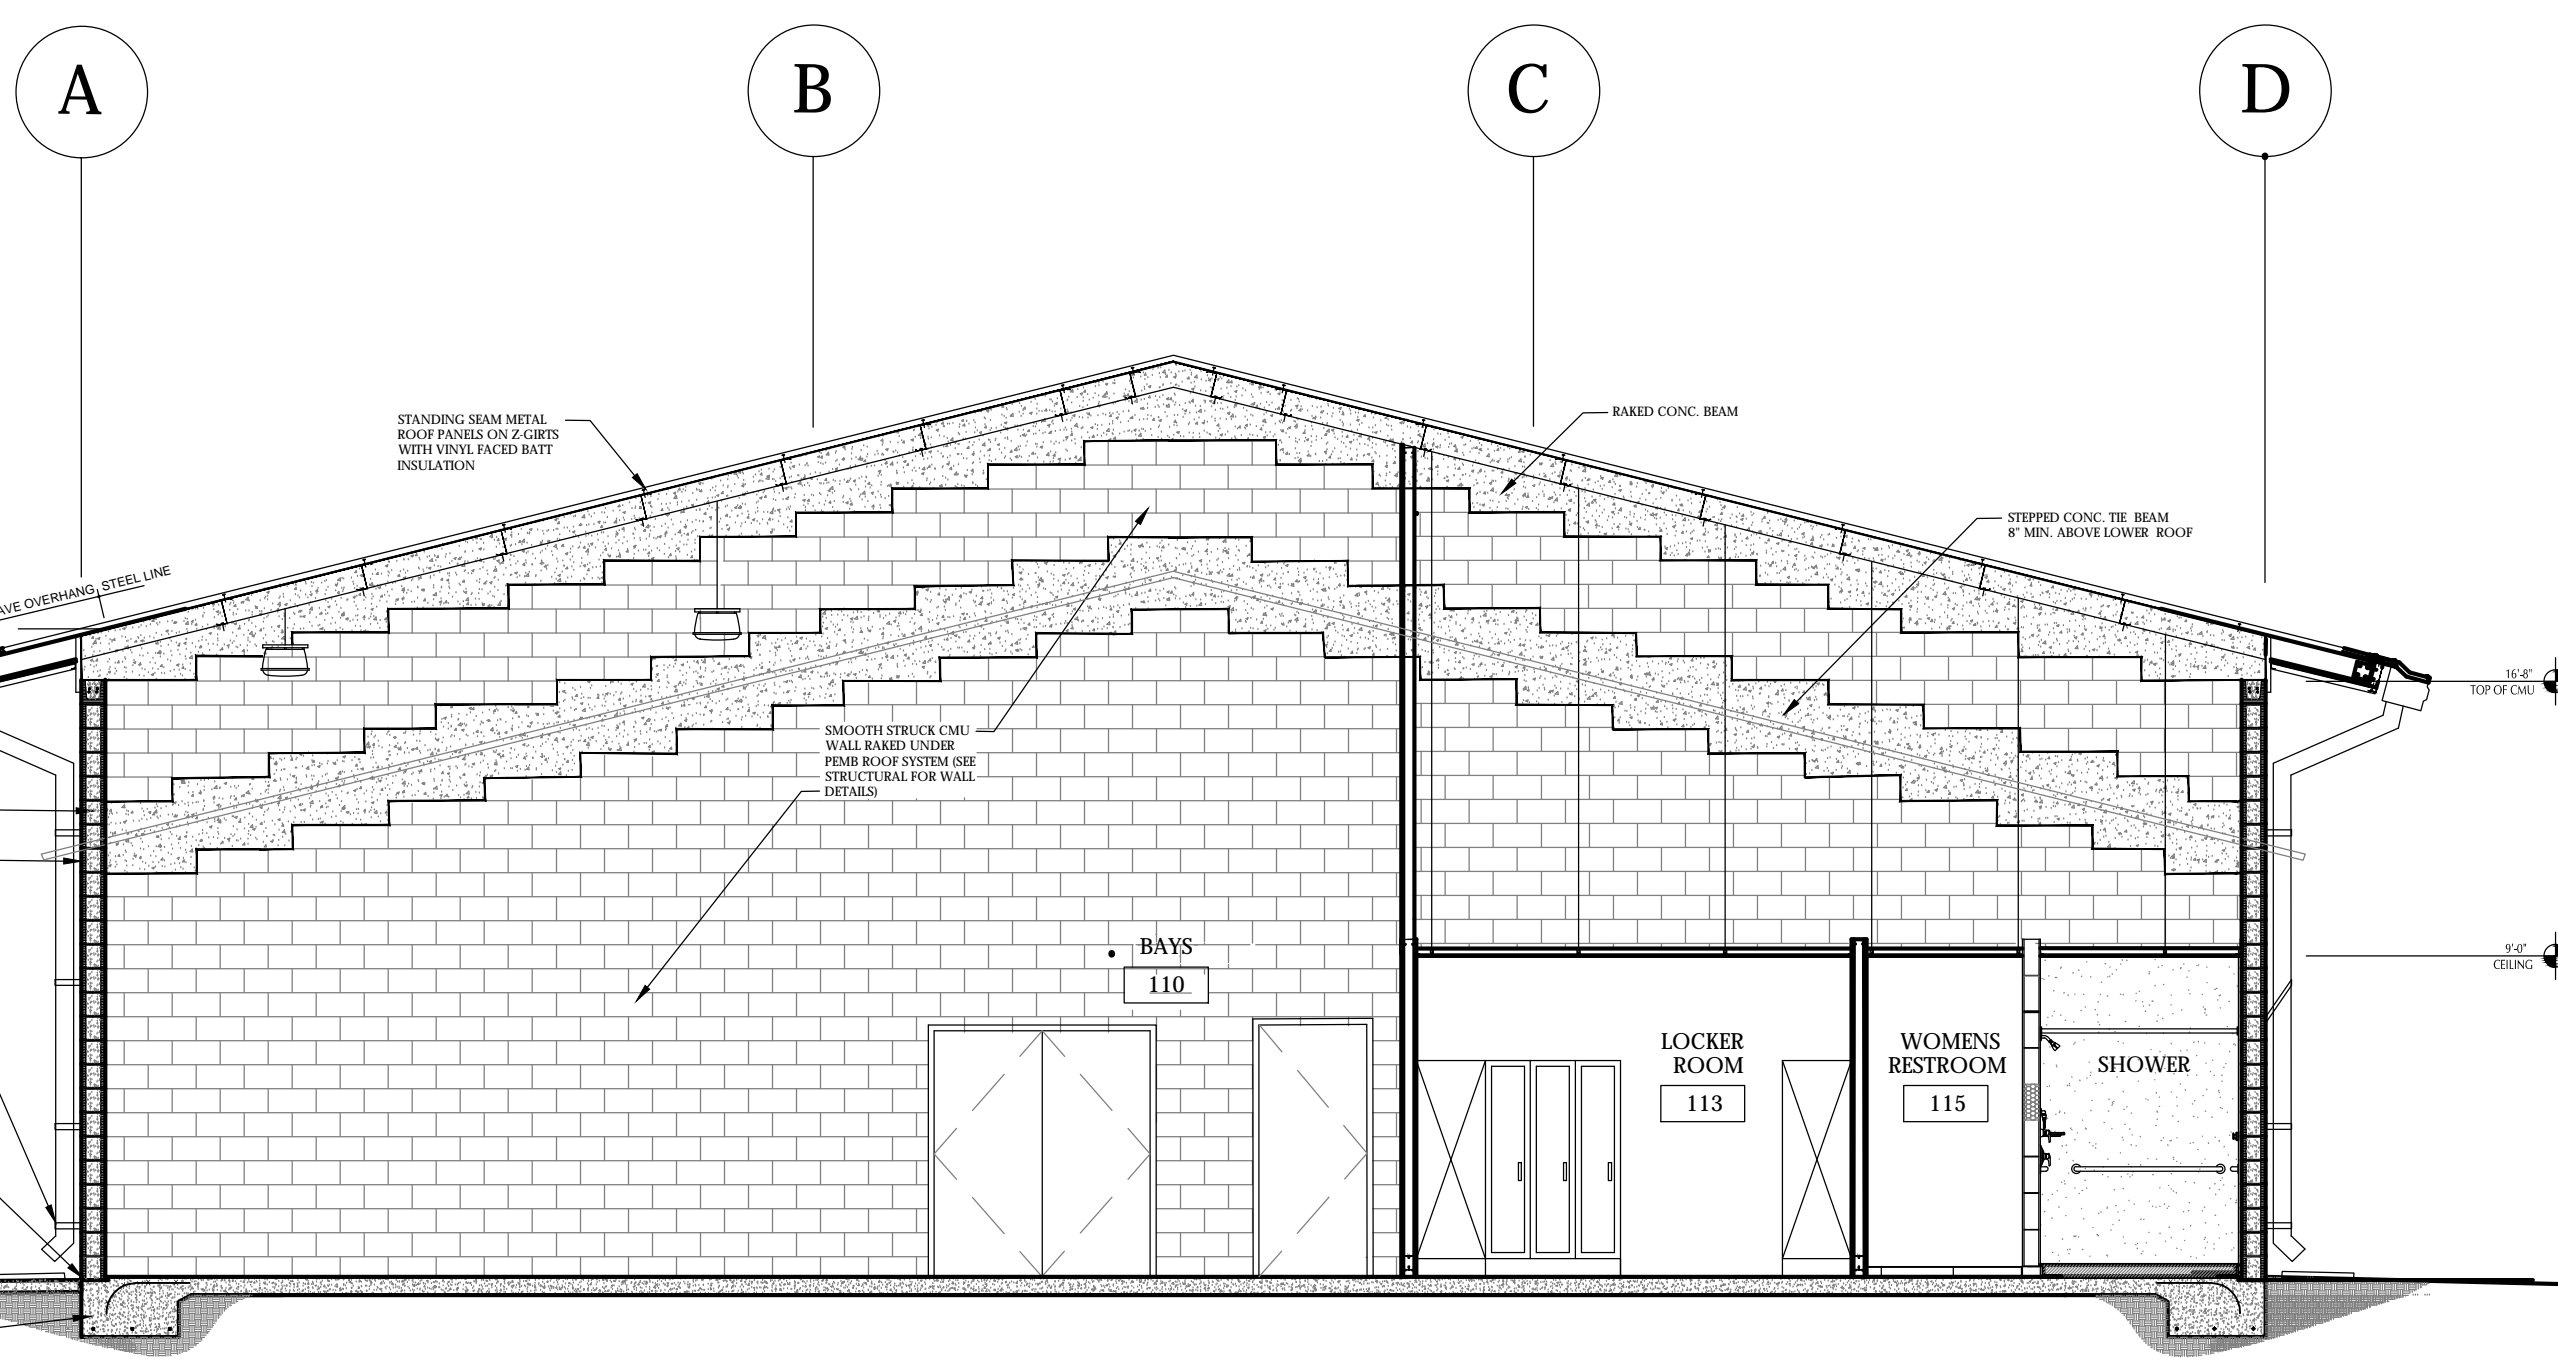 A
B
C
D
STANDING SEAM METAL
ROOF PANELS ON Z-GIRTS
WITH VINYL FACED BATT
INSULATION
RAKED CONC. BEAM
STEPPED CONC. TIE BEAM
8" MIN. ABOVE LOWER ROOF
AVE OVERHANG, STEEL LINE
16'-8"
TOP OF CMU
SMOOTH STRUCK CMU
WALL RAKED UNDER
PEMB ROOF SYSTEM (SEE
STRUCTURAL FOR WALL
DETAILS)
BAYS
110
9'-0"
CEILING
LOCKER
ROOM
113
WOMENS
RESTROOM
115
SHOWER